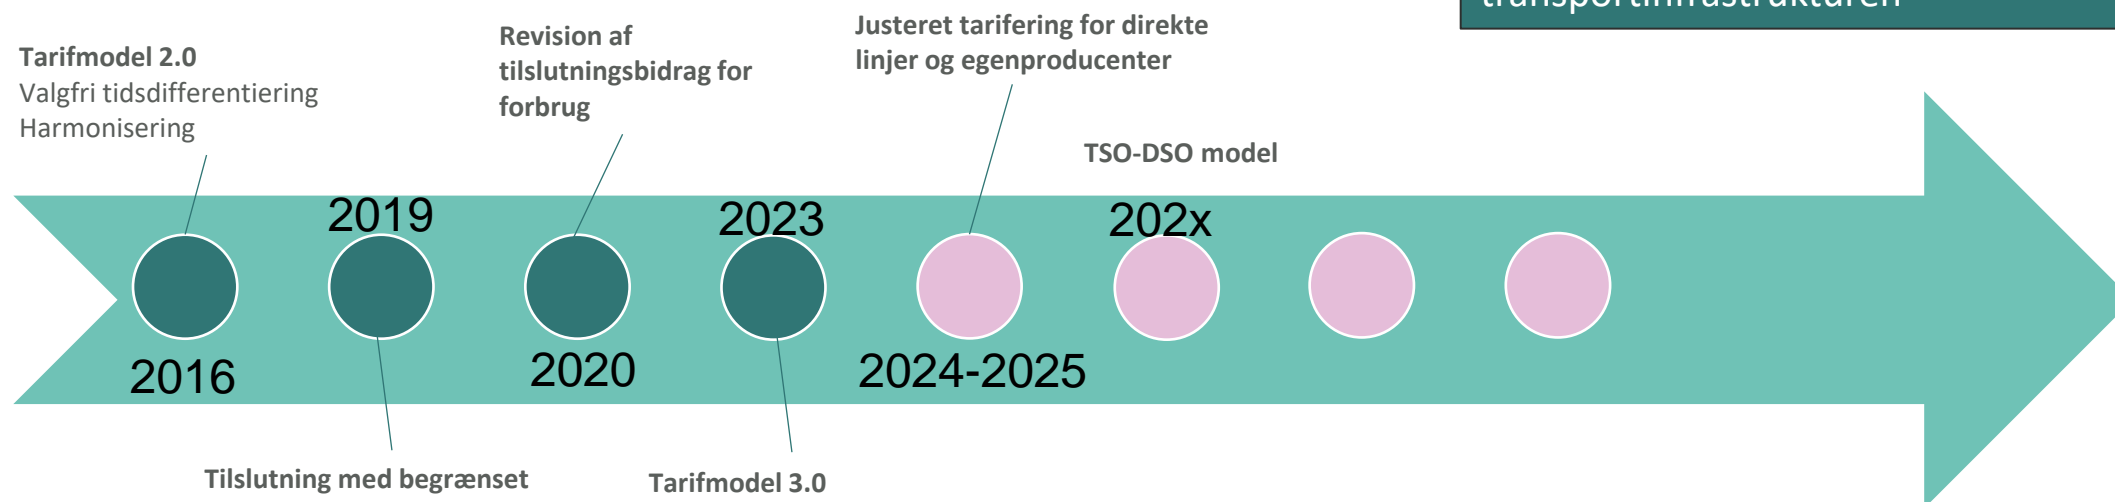 transportinfrastrukturen
Tarifmodel 2.0
Valgfri tidsdifferentiering
Harmonisering
Revision af
tilslutningsbidrag for
forbrug
Justeret tarifering for direkte
linjer og egenproducenter
TSO-DSO model
2019
2023
202x
2016
2020
2024-2025
Tilslutning med begrænset
Tarifmodel 3.0